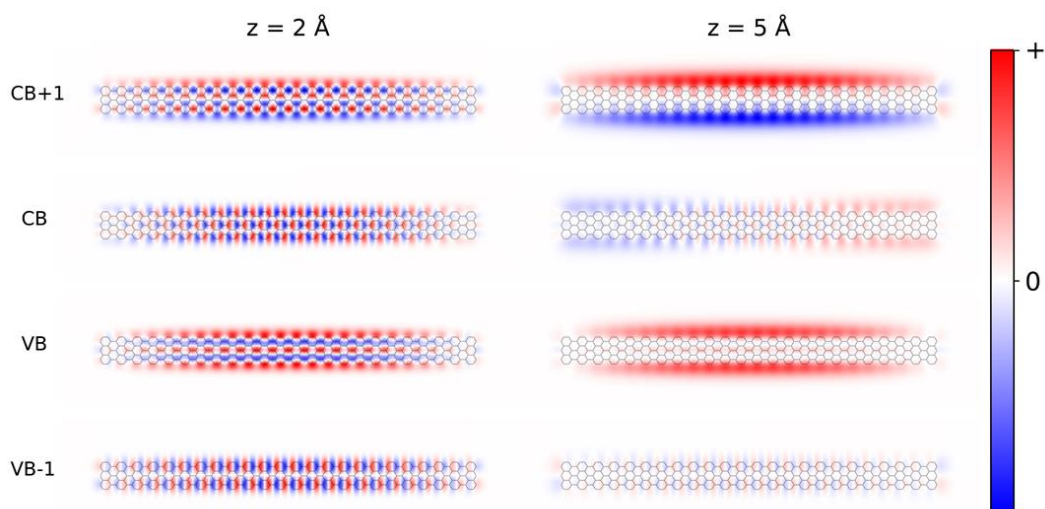 z = 2 Å
z = 5 Å
+
CB+1
CB
0
VB
VB-1